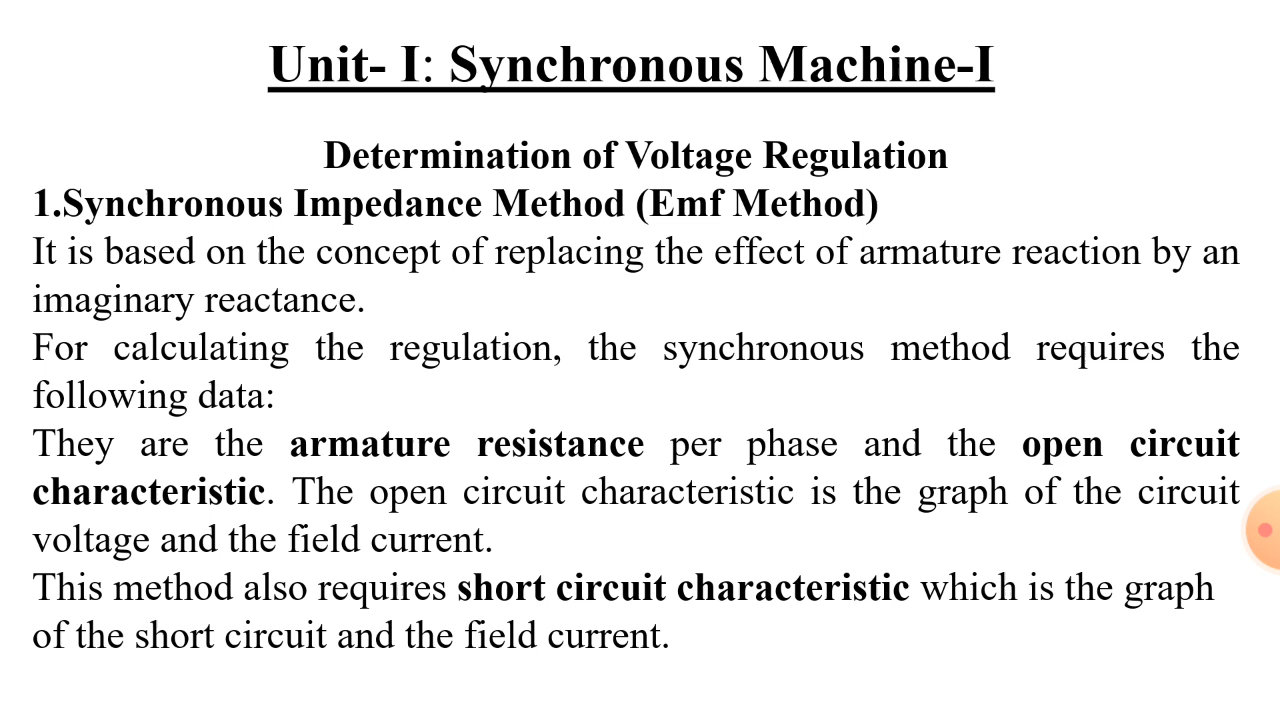 Unit- I: Synchronous Machine-I
Determination of Voltage Regulation
1.Synchronous Impedance Method (Emf Method)
It is based on the concept of replacing the effect of armature reaction by an
imaginary reactance.
For calculating the regulation, the synchronous method requires the
following data:
They are the armature resistance per phase and the open circuit
characteristic. The open circuit characteristic is the graph of the circuit
voltage and the field current.
This method also requires short circuit characteristic which is the graph
of the short circuit and the field current.